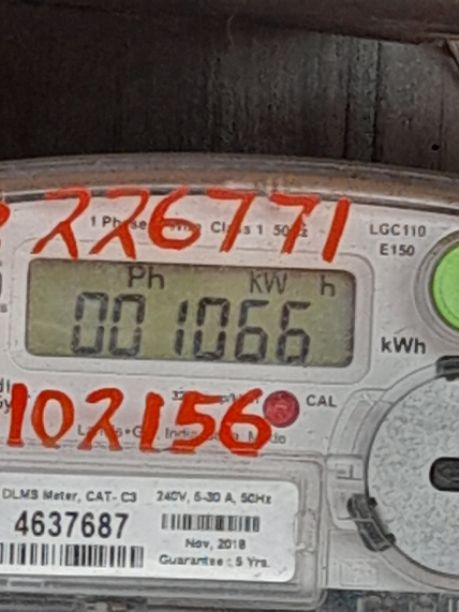 226771
1 Phase Class 1 50Hz
LGC110
E150
Ph kW h
001066
kWh
CAL
102156
DLMS Meter, CAT- C3 240V, 5-30 A, 50Hz
4637687
Nov, 2018
Guarantee : 5 Yrs.